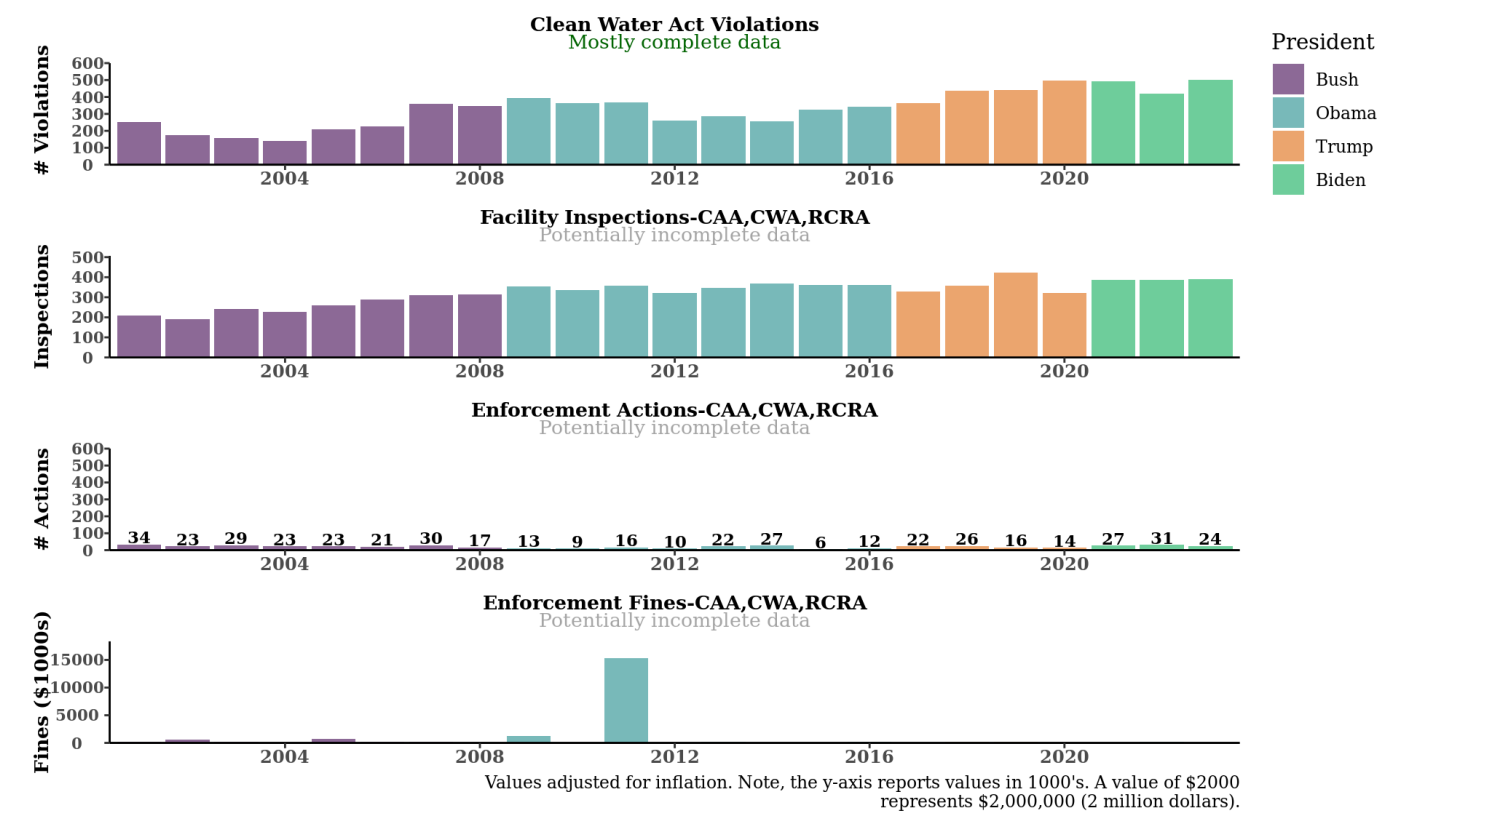 Clean Water Act Violations
Mostly complete data
# Violations
600
500
400
300
200
100
0
2004 2008 2012 2016 2020
President
Bush
Obama
Trump
Biden
Facility Inspections-CAA,CWA,RCRA
Potentially incomplete data
Inspections
500
400
300
200
100
0
2004 2008 2012 2016 2020
Enforcement Actions-CAA,CWA,RCRA
Potentially incomplete data
# Actions
600
500
400
300
200
100
0
34 23 29 23 23 21 30 17 13 9 16 10 22 27 6 12 22 26 16 14 27 31 24
2004 2008 2012 2016 2020
Enforcement Fines-CAA,CWA,RCRA
Potentially incomplete data
Fines ($1000s)
15000
10000
5000
0
2004 2008 2012 2016 2020
Values adjusted for inflation. Note, the y-axis reports values in 1000's. A value of $2000
represents $2,000,000 (2 million dollars).